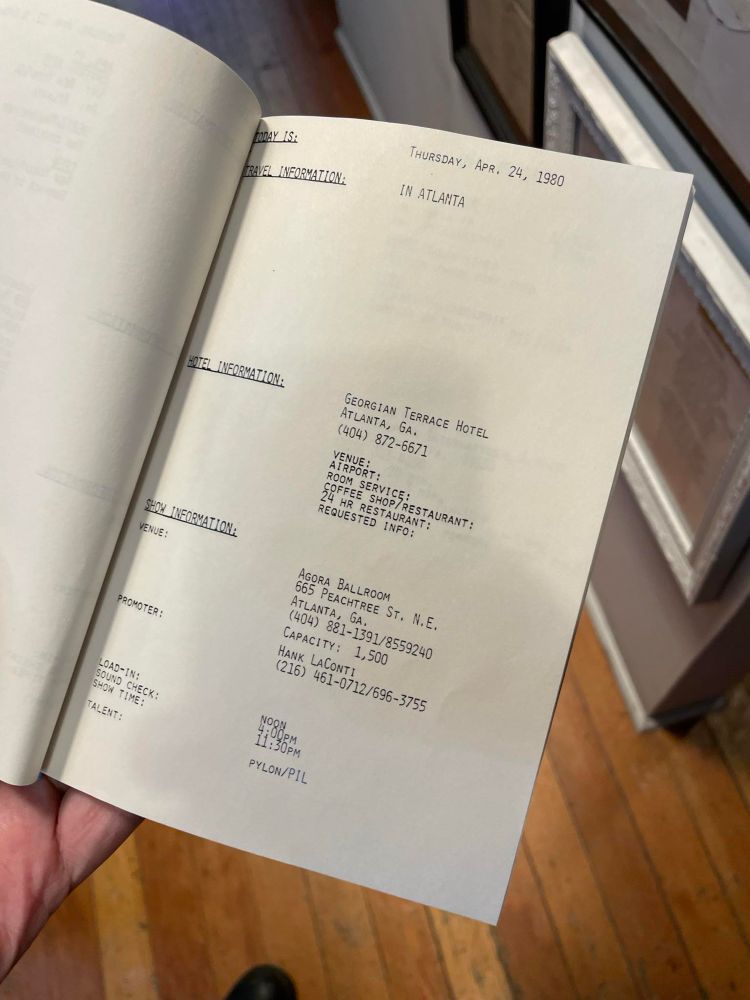 TODAY IS:
THURSDAY, APR. 24, 1980
TRAVEL INFORMATION:
IN ATLANTA
HOTEL INFORMATION:
GEORGIAN TERRACE HOTEL
ATLANTA, GA.
(404) 872-6671
VENUE:
AIRPORT:
ROOM SERVICE:
COFFEE SHOP/RESTAURANT:
24 HR RESTAURANT:
REQUESTED INFO:
SHOW INFORMATION:
VENUE:
AGORA BALLROOM
665 PEACHTREE ST. N.E.
ATLANTA, GA.
(404) 881-1391/8559240
CAPACITY: 1,500
PROMOTER:
HANK LACONTI
(216) 461-0712/696-3755
LOAD-IN:
NOON
SOUND CHECK:
4:00PM
SHOW TIME:
11:30PM
TALENT:
PYLON/PIL